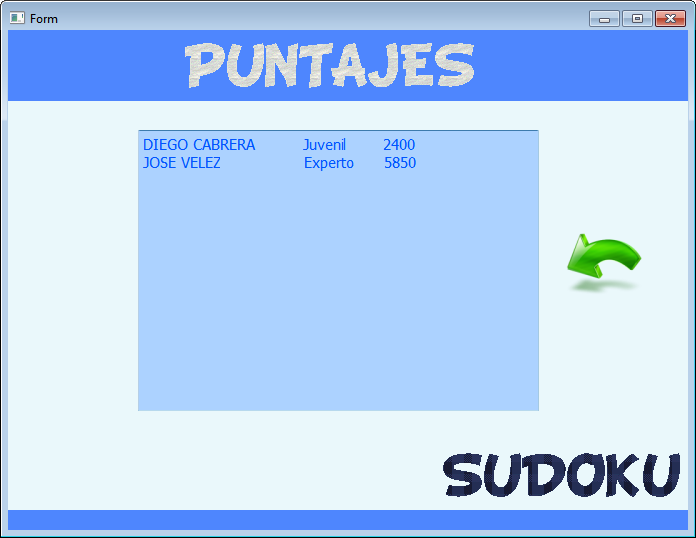 Form
PUNTAJES
DIEGO CABRERA Juvenil 2400
JOSE VELEZ Experto 5850
SUDOKU